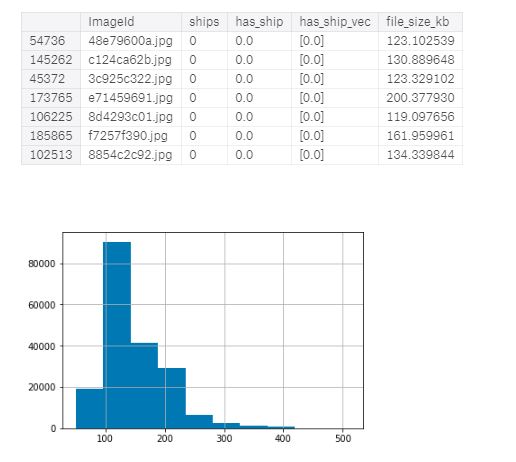 ImageId ships has_ship has_ship_vec file_size_kb
54736 48e79600a.jpg 0 0.0 [0.0] 123.102539
145262 c124ca62b.jpg 0 0.0 [0.0] 130.889648
45372 3c925c322.jpg 0 0.0 [0.0] 123.329102
173765 e71459691.jpg 0 0.0 [0.0] 200.377930
106225 8d4293c01.jpg 0 0.0 [0.0] 119.097656
185865 f7257f390.jpg 0 0.0 [0.0] 161.959961
102513 8854c2c92.jpg 0 0.0 [0.0] 134.339844
80000
60000
40000
20000
0
100 200 300 400 500